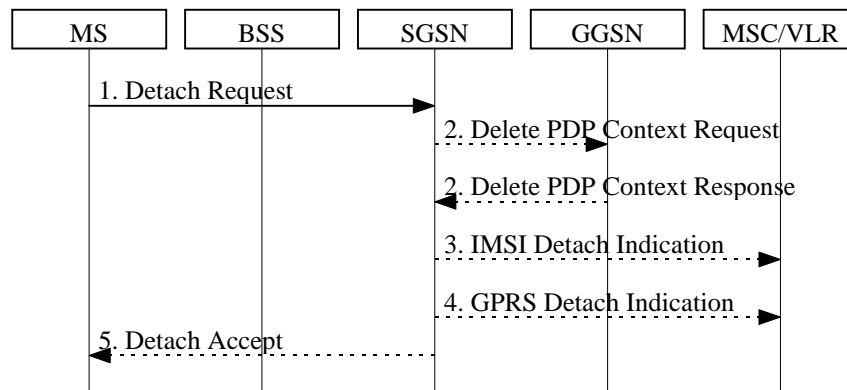 MS BSS SGSN GGSN MSC/VLR
1. Detach Request
2. Delete PDP Context Request
2. Delete PDP Context Response
3. IMSI Detach Indication
4. GPRS Detach Indication
5. Detach Accept